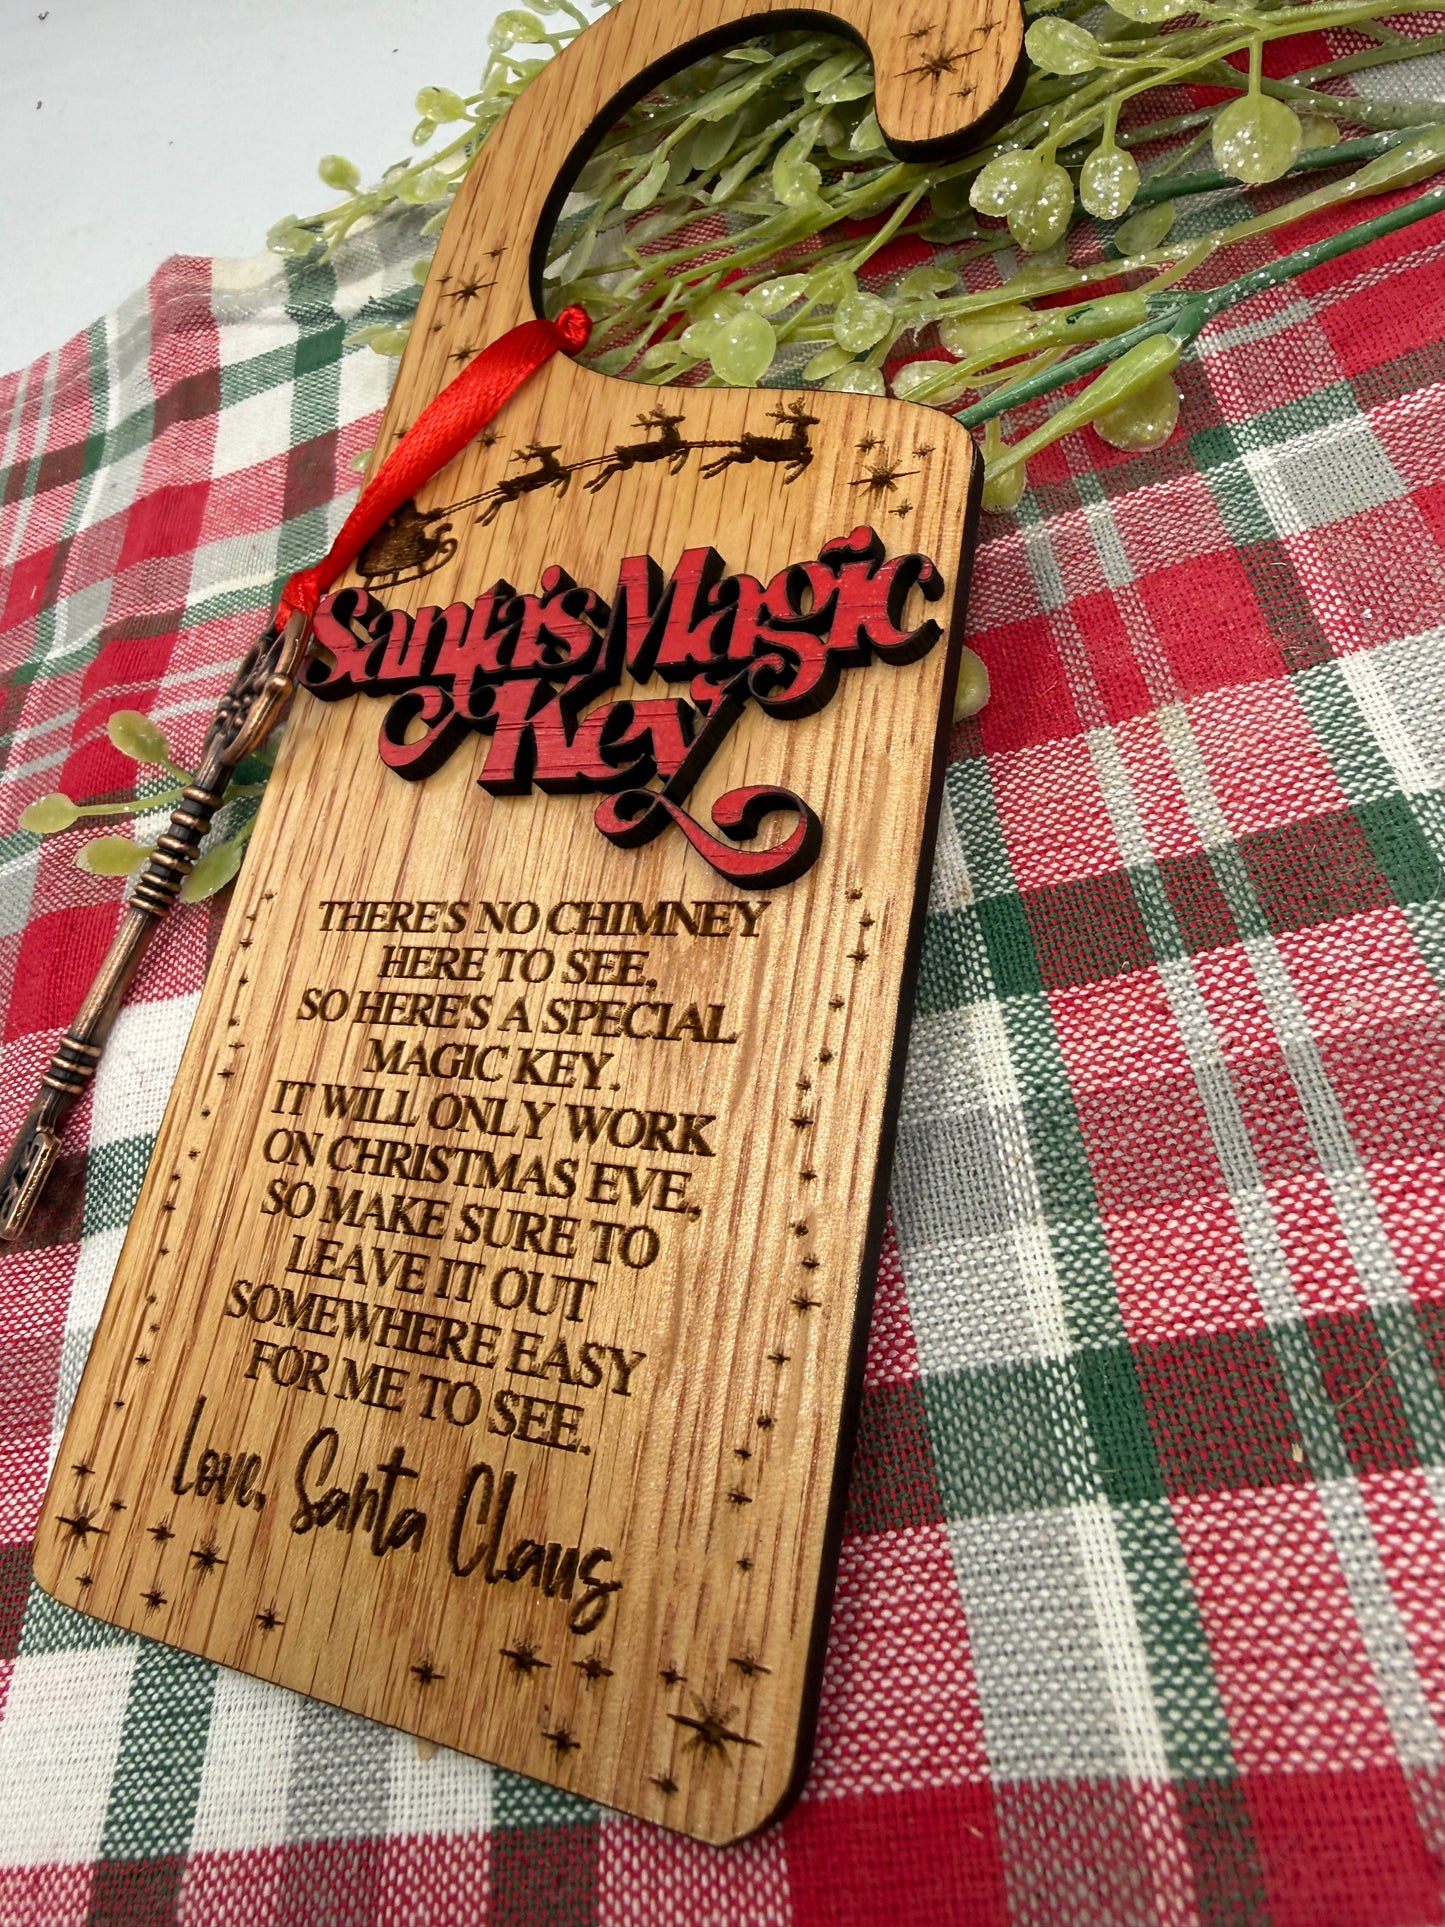 Santa's Magic
Key
THERE'S NO CHIMNEY
HERE TO SEE,
SO HERE'S A SPECIAL
MAGIC KEY.
IT WILL ONLY WORK
ON CHRISTMAS EVE,
SO MAKE SURE TO
LEAVE IT OUT
SOMEWHERE EASY
FOR ME TO SEE.
Love, Santa Claus